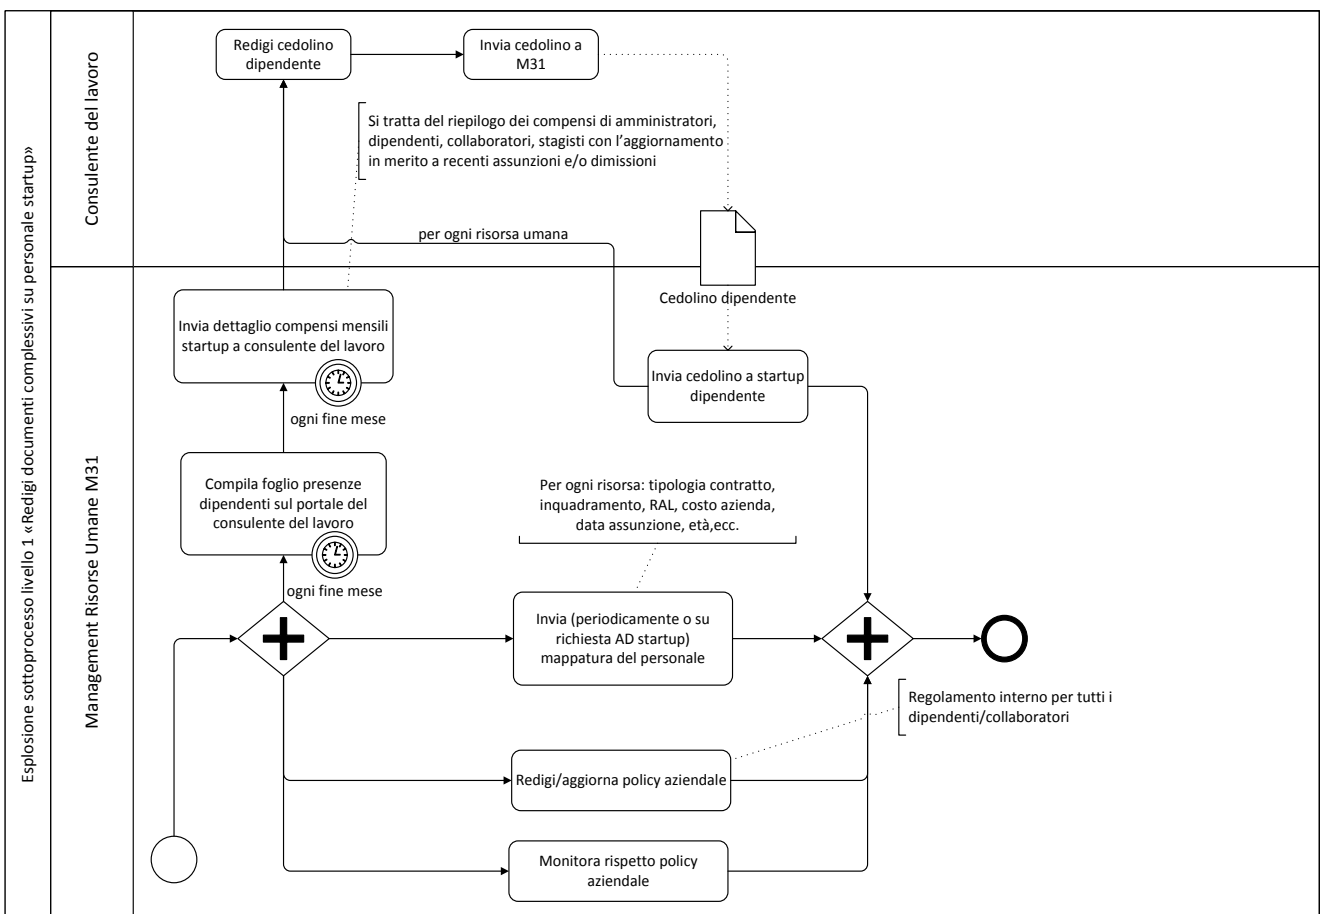 Esplosione sottoprocesso livello 1 «Redigi documenti complessivi su personale startup»
Consulente del lavoro
Redigi cedolino
dipendente
Invia cedolino a
M31
Si tratta del riepilogo dei compensi di amministratori,
dipendenti, collaboratori, stagisti con l’aggiornamento
in merito a recenti assunzioni e/o dimissioni
per ogni risorsa umana
Cedolino dipendente
Management Risorse Umane M31
Invia dettaglio compensi mensili
startup a consulente del lavoro
ogni fine mese
Invia cedolino a startup
dipendente
Compila foglio presenze
dipendenti sul portale del
consulente del lavoro
ogni fine mese
Per ogni risorsa: tipologia contratto,
inquadramento, RAL, costo azienda,
data assunzione, età,ecc.
Invia (periodicamente o su
richiesta AD startup)
mappatura del personale
Regolamento interno per tutti i
dipendenti/collaboratori
Redigi/aggiorna policy aziendale
Monitora rispetto policy
aziendale